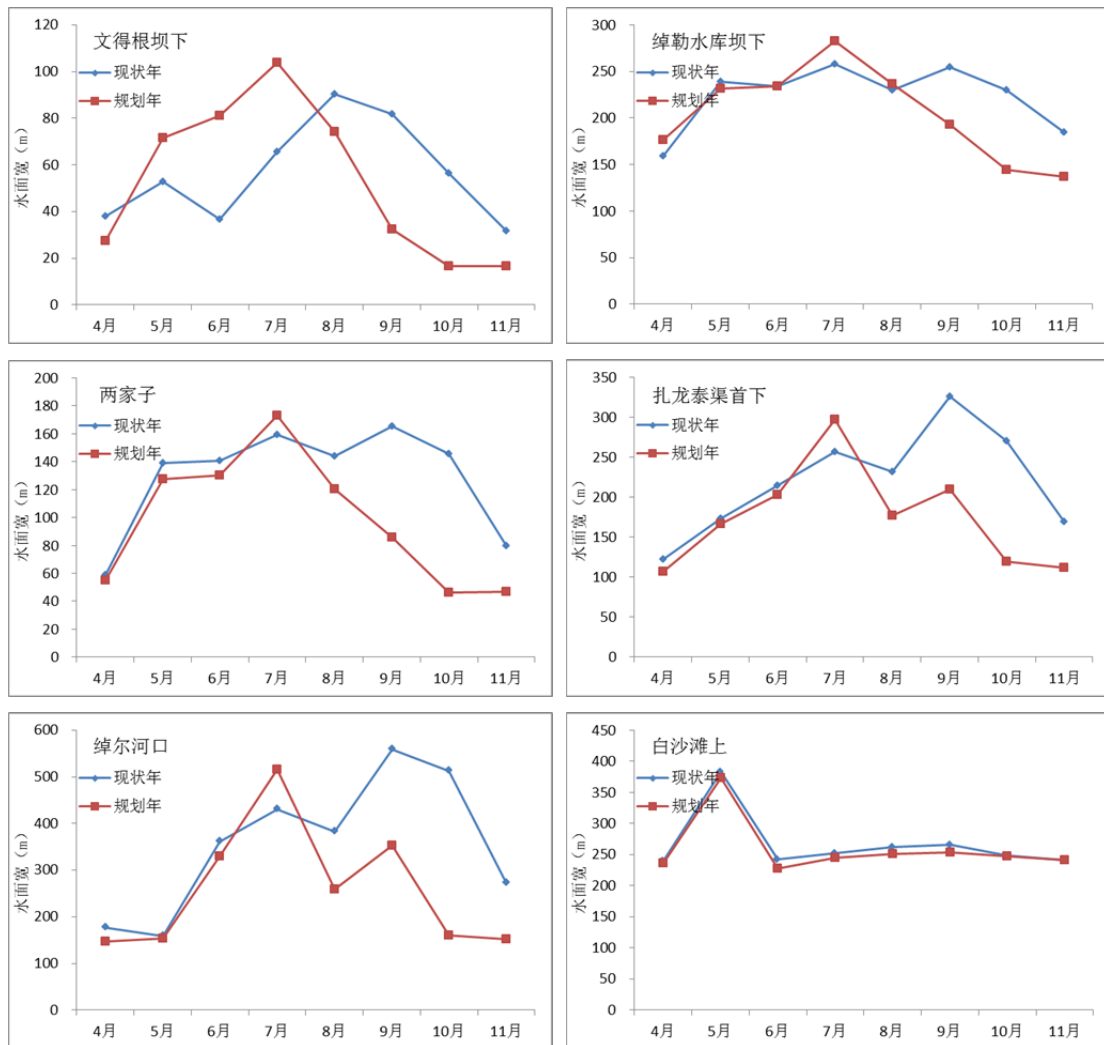 文得根坝下
现状年
规划年
水面宽（m）
120
100
80
60
40
20
0
4月 5月 6月 7月 8月 9月 10月 11月
绰勒水库坝下
现状年
规划年
水面宽（m）
300
250
200
150
100
50
0
4月 5月 6月 7月 8月 9月 10月 11月
两家子
现状年
规划年
水面宽（m）
200
180
160
140
120
100
80
60
40
20
0
4月 5月 6月 7月 8月 9月 10月 11月
扎龙泰渠首下
现状年
规划年
水面宽（m）
350
300
250
200
150
100
50
0
4月 5月 6月 7月 8月 9月 10月 11月
绰尔河口
现状年
规划年
水面宽（m）
600
500
400
300
200
100
0
4月 5月 6月 7月 8月 9月 10月 11月
白沙滩上
现状年
规划年
水面宽（m）
450
400
350
300
250
200
150
100
50
0
4月 5月 6月 7月 8月 9月 10月 11月